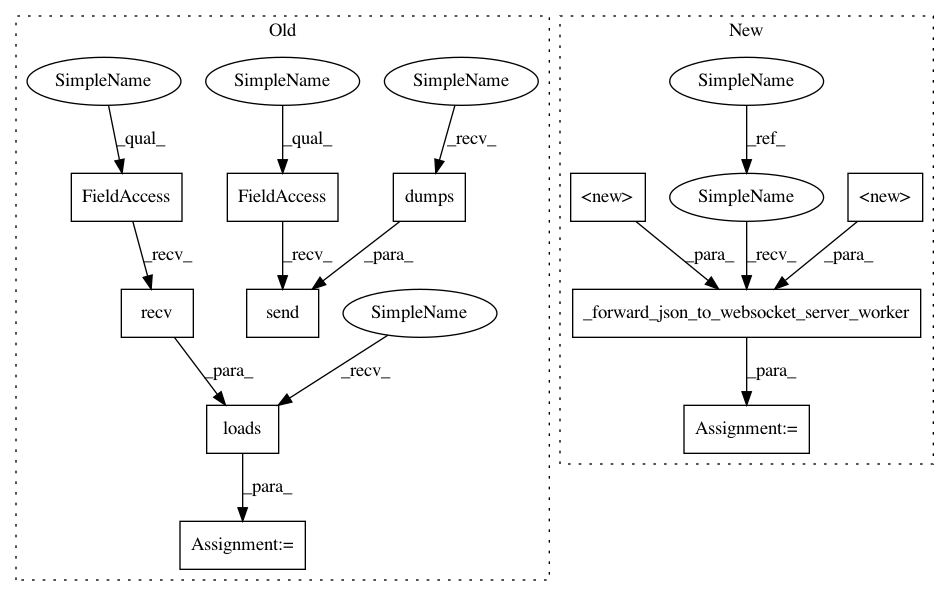 Old
New
SimpleName
SimpleName
SimpleName
SimpleName
_qual_
_qual_
_recv_
_ref_
FieldAccess
FieldAccess
dumps
<new>
SimpleName
<new>
_recv_
_recv_
_para_
_para_
_recv_
_para_
recv
send
SimpleName
_forward_json_to_websocket_server_worker
_para_
_recv_
_para_
loads
Assignment:=
_para_
Assignment:=